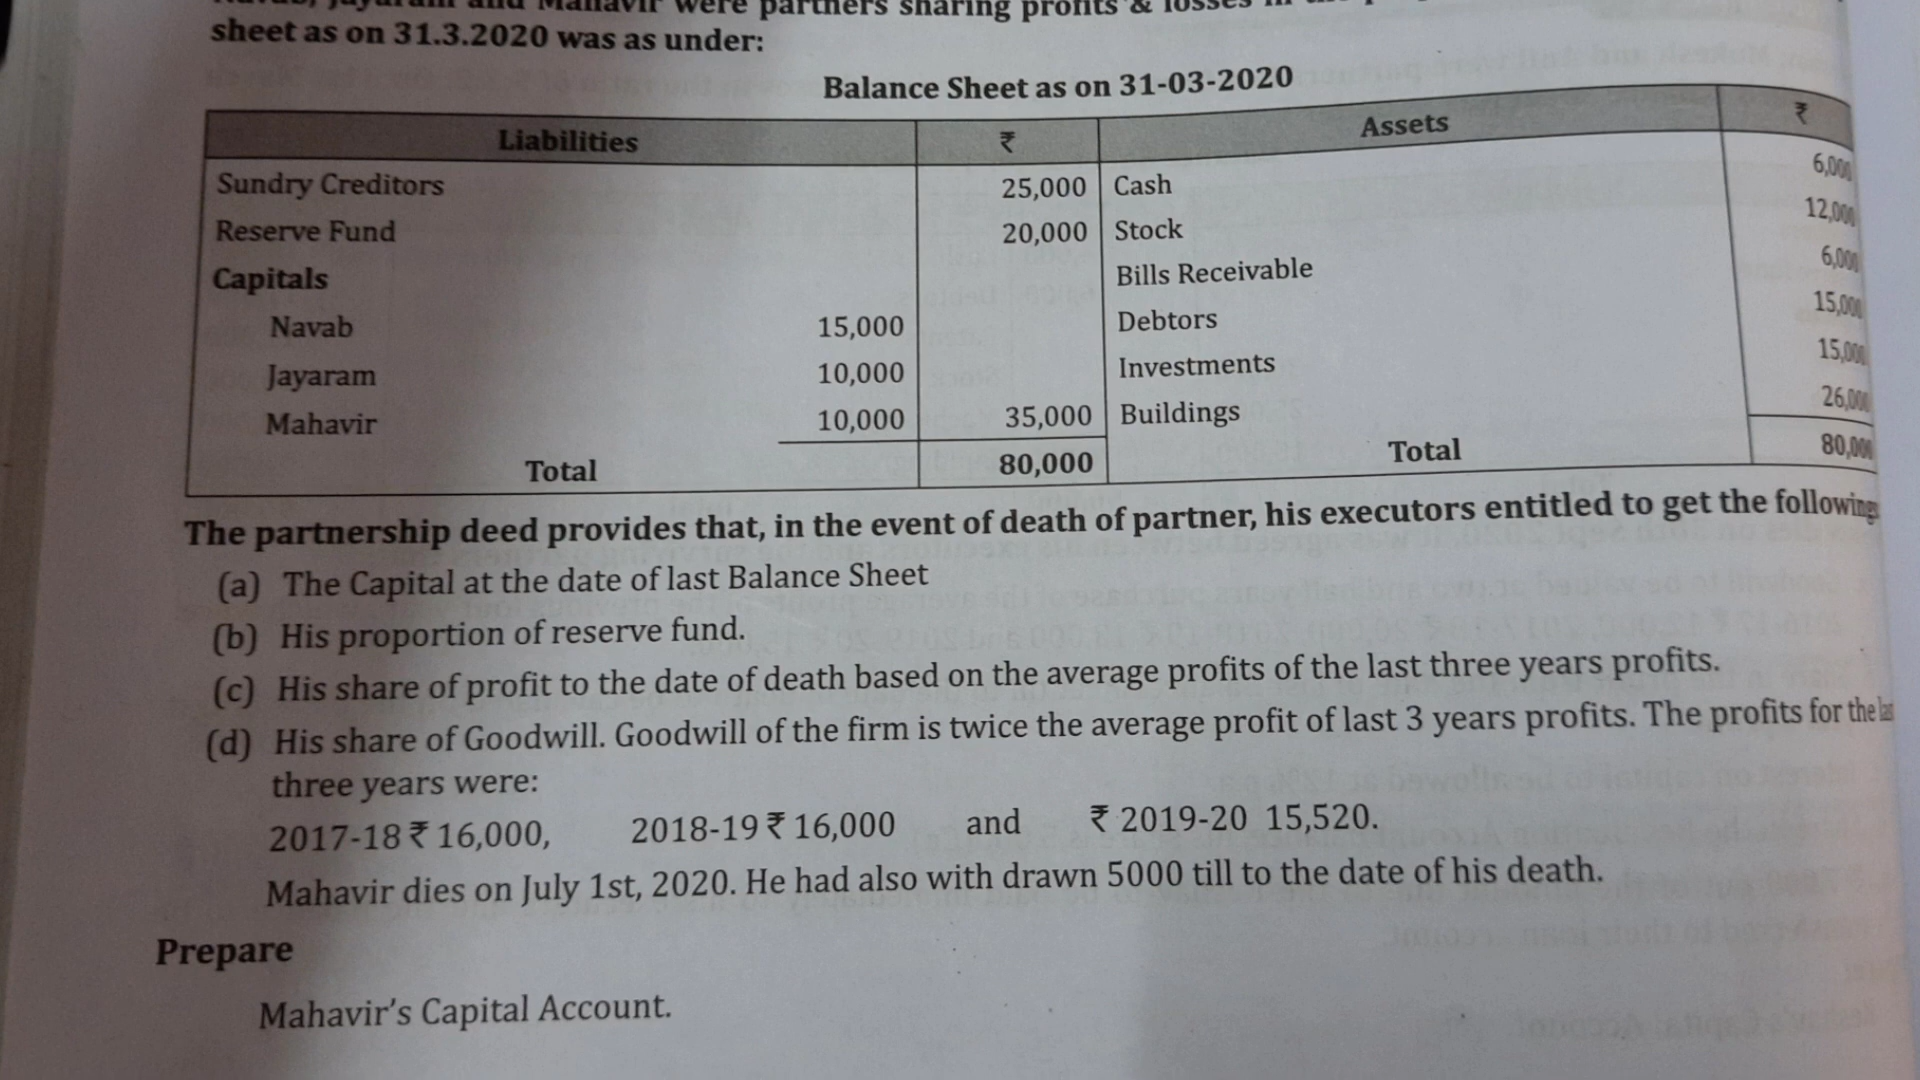 were partners sharing profits &
sheet as on 31.3.2020 was as under:
Balance Sheet as on 31-03-2020
Liabilities ₹ Assets ₹
Sundry Creditors 25,000 Cash 6,000
Reserve Fund 20,000 Stock 12,000
Capitals Bills Receivable 6,000
Navab 15,000 Debtors 15,000
Jayaram 10,000 Investments 15,000
Mahavir 10,000 35,000 Buildings 26,000
Total 80,000 Total 80,000
The partnership deed provides that, in the event of death of partner, his executors entitled to get the following
(a) The Capital at the date of last Balance Sheet
(b) His proportion of reserve fund.
(c) His share of profit to the date of death based on the average profits of the last three years profits.
(d) His share of Goodwill. Goodwill of the firm is twice the average profit of last 3 years profits. The profits for the
three years were:
2017-18 ₹ 16,000, 2018-19 ₹ 16,000 and ₹ 2019-20 15,520.
Mahavir dies on July 1st, 2020. He had also with drawn 5000 till to the date of his death.
Prepare
Mahavir's Capital Account.